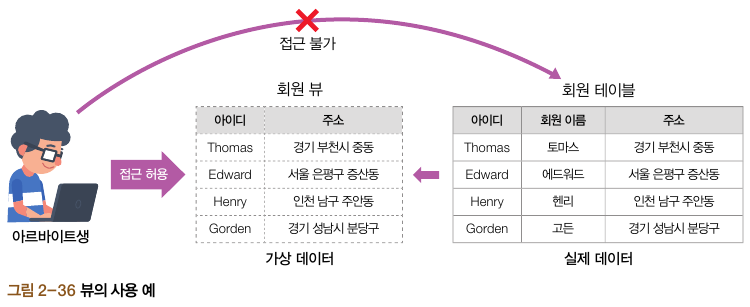 접근 불가
회원 뷰
회원 테이블
아이디 주소
Thomas 경기 부천시 중동
Edward 서울 은평구 증산동
Henry 인천 남구 주안동
Gorden 경기 성남시 분당구
아이디 회원 이름 주소
Thomas 토마스 경기 부천시 중동
Edward 에드워드 서울 은평구 증산동
Henry 헨리 인천 남구 주안동
Gorden 고든 경기 성남시 분당구
접근 허용
아르바이트생
가상 데이터
실제 데이터
그림 2-36 뷰의 사용 예